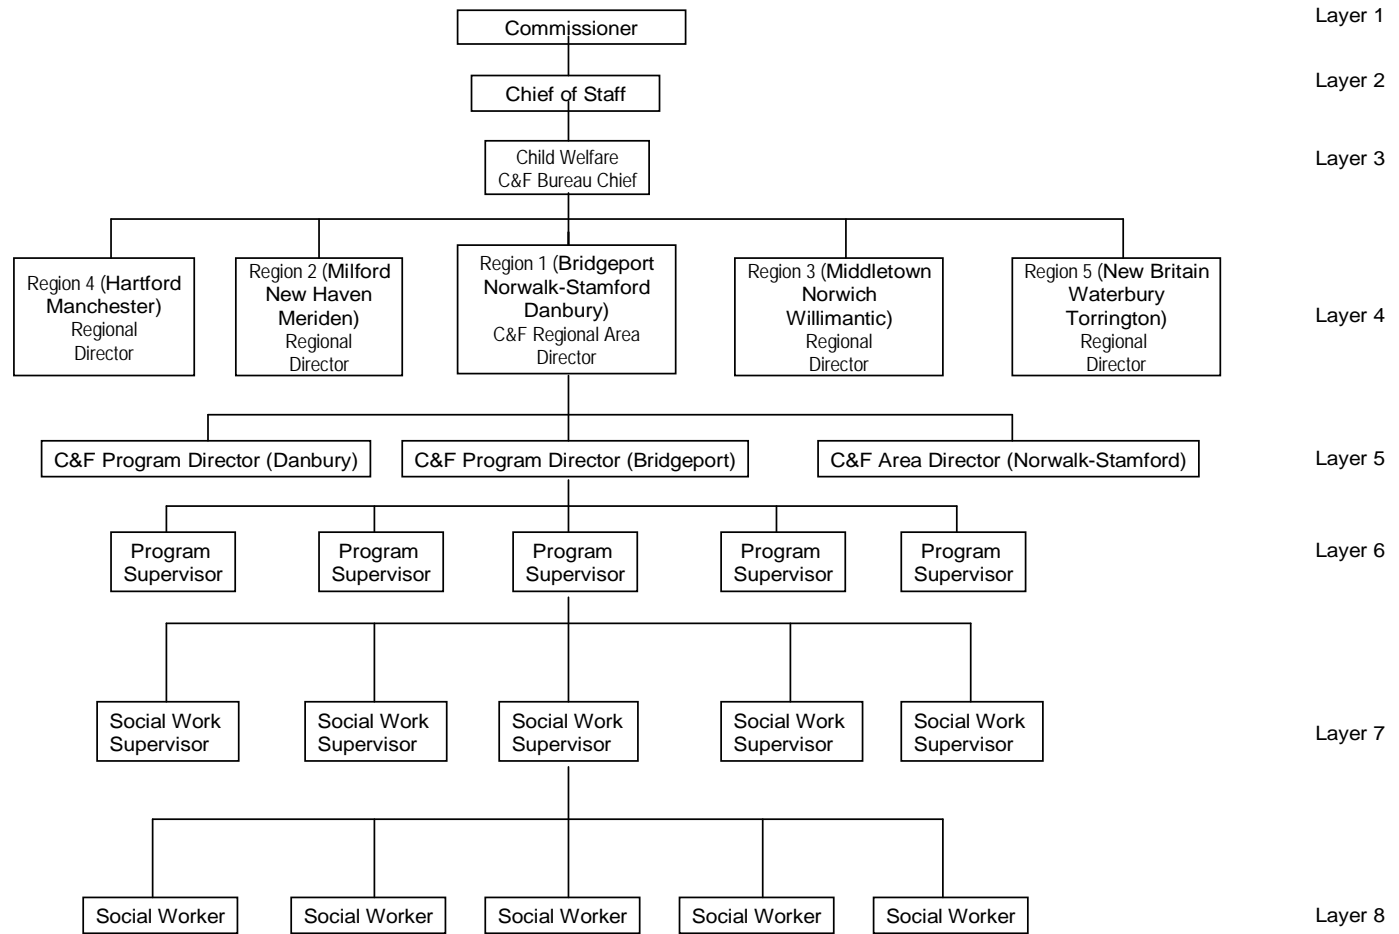 Commissioner
Layer 1
Chief of Staff
Layer 2
Child Welfare
C&F Bureau Chief
Layer 3
Region 4 (Hartford
Manchester)
Regional
Director
Region 2 (Milford
New Haven
Meriden)
Regional
Director
Region 1 (Bridgeport
Norwalk-Stamford
Danbury)
C&F Regional Area
Director
Region 3 (Middletown
Norwich
Willimantic)
Regional
Director
Region 5 (New Britain
Waterbury
Torrington)
Regional
Director
Layer 4
C&F Program Director (Danbury)
C&F Program Director (Bridgeport)
C&F Area Director (Norwalk-Stamford)
Layer 5
Program
Supervisor
Program
Supervisor
Program
Supervisor
Program
Supervisor
Program
Supervisor
Layer 6
Social Work
Supervisor
Social Work
Supervisor
Social Work
Supervisor
Social Work
Supervisor
Social Work
Supervisor
Layer 7
Social Worker
Social Worker
Social Worker
Social Worker
Social Worker
Layer 8